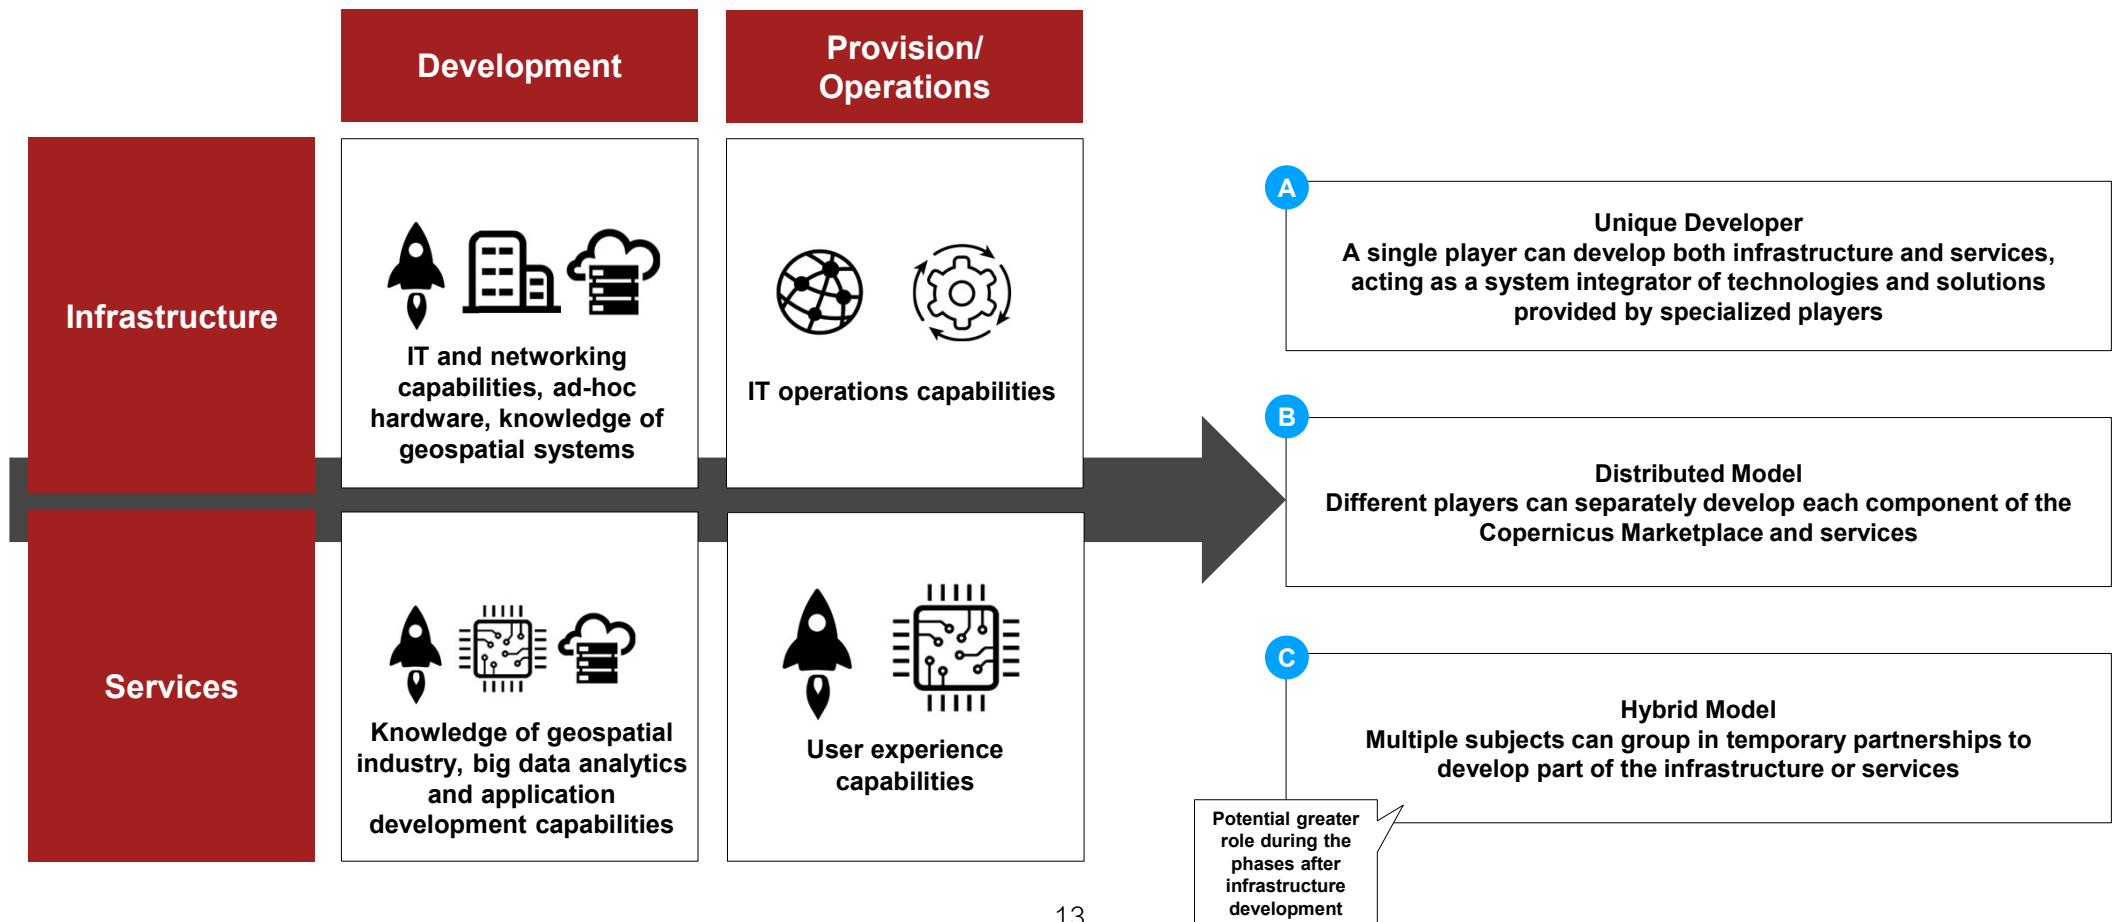 Development
Provision/
Operations
Infrastructure
IT and networking
capabilities, ad-hoc
hardware, knowledge of
geospatial systems
IT operations capabilities
Services
Knowledge of geospatial
industry, big data analytics
and application
development capabilities
User experience
capabilities
A
Unique Developer
A single player can develop both infrastructure and services,
acting as a system integrator of technologies and solutions
provided by specialized players
B
Distributed Model
Different players can separately develop each component of the
Copernicus Marketplace and services
C
Hybrid Model
Multiple subjects can group in temporary partnerships to
develop part of the infrastructure or services
Potential greater
role during the
phases after
infrastructure
development
13